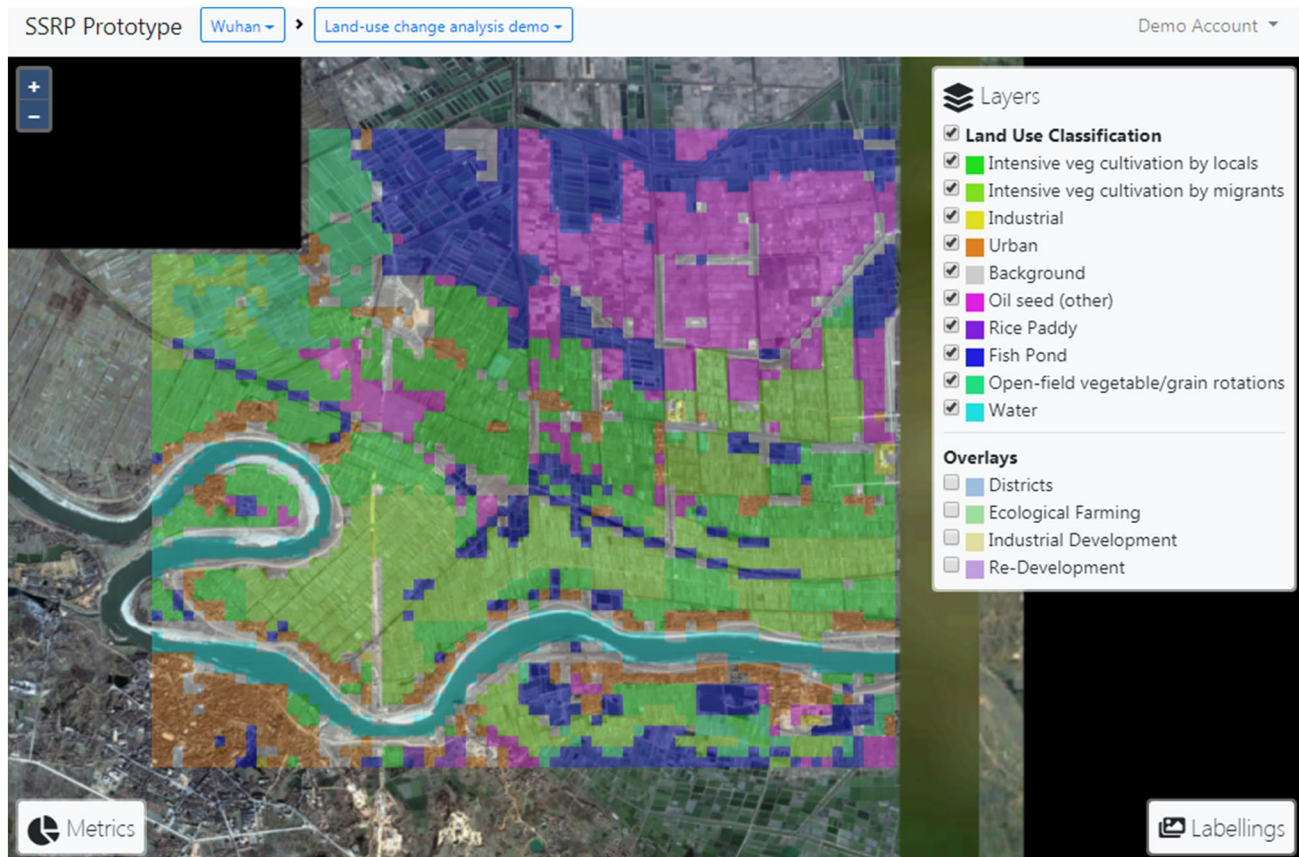 SSRP Prototype Wuhan > Land-use change analysis demo Demo Account
+
−
Layers
Land Use Classification
Intensive veg cultivation by locals
Intensive veg cultivation by migrants
Industrial
Urban
Background
Oil seed (other)
Rice Paddy
Fish Pond
Open-field vegetable/grain rotations
Water
Overlays
Districts
Ecological Farming
Industrial Development
Re-Development
Metrics
Labellings